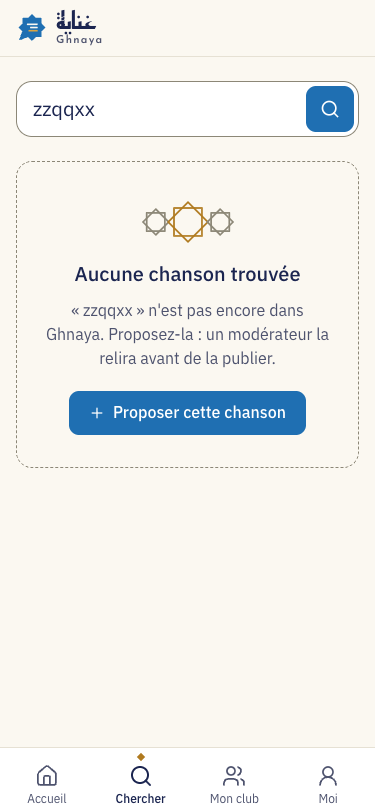 غناية
Ghnaya
zzqqxx
Aucune chanson trouvée
« zzqqxx » n'est pas encore dans
Ghnaya. Proposez-la : un modérateur la
relira avant de la publier.
Proposer cette chanson
Accueil
Chercher
Mon club
Moi